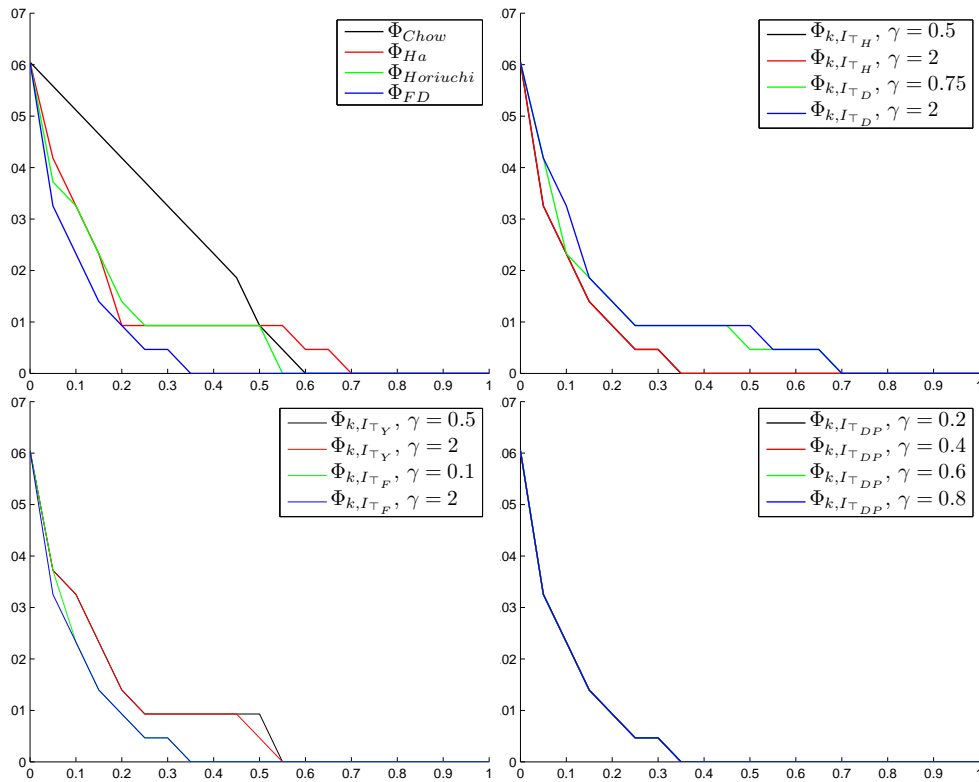 07
06
05
04
03
02
01
0
0 0.1 0.2 0.3 0.4 0.5 0.6 0.7 0.8 0.9 1
Φ_{Chow}
Φ_{Ha}
Φ_{Horiuchi}
Φ_{FD}
07
06
05
04
03
02
01
0
0 0.1 0.2 0.3 0.4 0.5 0.6 0.7 0.8 0.9 1
Φ_{k,I_{⊤_H}}, γ = 0.5
Φ_{k,I_{⊤_H}}, γ = 2
Φ_{k,I_{⊤_D}}, γ = 0.75
Φ_{k,I_{⊤_D}}, γ = 2
07
06
05
04
03
02
01
0
0 0.1 0.2 0.3 0.4 0.5 0.6 0.7 0.8 0.9 1
Φ_{k,I_{⊤_Y}}, γ = 0.5
Φ_{k,I_{⊤_Y}}, γ = 2
Φ_{k,I_{⊤_F}}, γ = 0.1
Φ_{k,I_{⊤_F}}, γ = 2
07
06
05
04
03
02
01
0
0 0.1 0.2 0.3 0.4 0.5 0.6 0.7 0.8 0.9 1
Φ_{k,I_{⊤_{DP}}}, γ = 0.2
Φ_{k,I_{⊤_{DP}}}, γ = 0.4
Φ_{k,I_{⊤_{DP}}}, γ = 0.6
Φ_{k,I_{⊤_{DP}}}, γ = 0.8